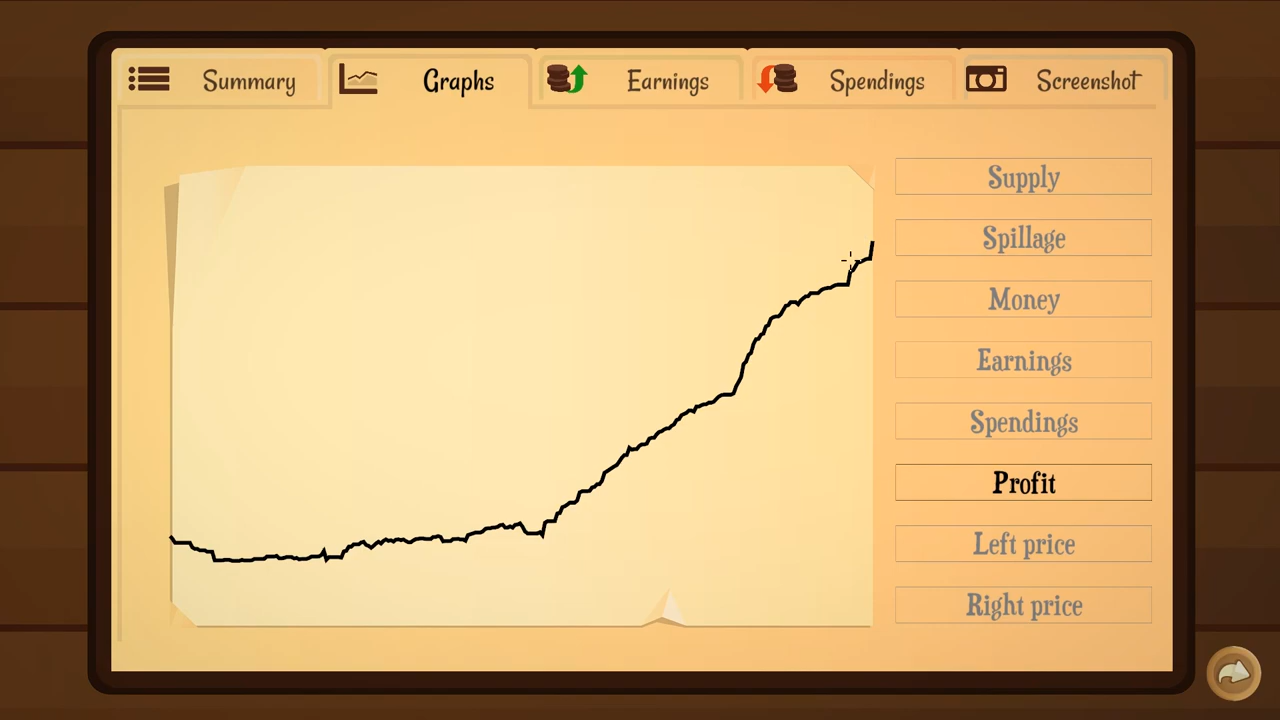 Summary
Graphs
Earnings
Spendings
Screenshot
Supply
Spillage
Money
Earnings
Spendings
Profit
Left price
Right price